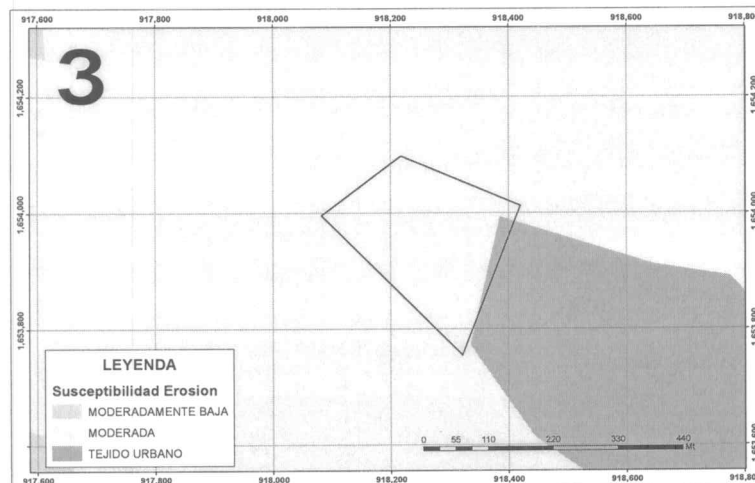 917,600 917,800 918,000 918,200 918,400 918,600 918,800
3
1,654,200 1,654,200
1,654,000 1,654,000
1,653,800 1,653,800
LEYENDA
Susceptibilidad Erosion
MODERADAMENTE BAJA
MODERADA
TEJIDO URBANO
0 55 110 220 330 440
Mt
1,653,600
917,600 917,800 918,000 918,200 918,400 918,600 918,800